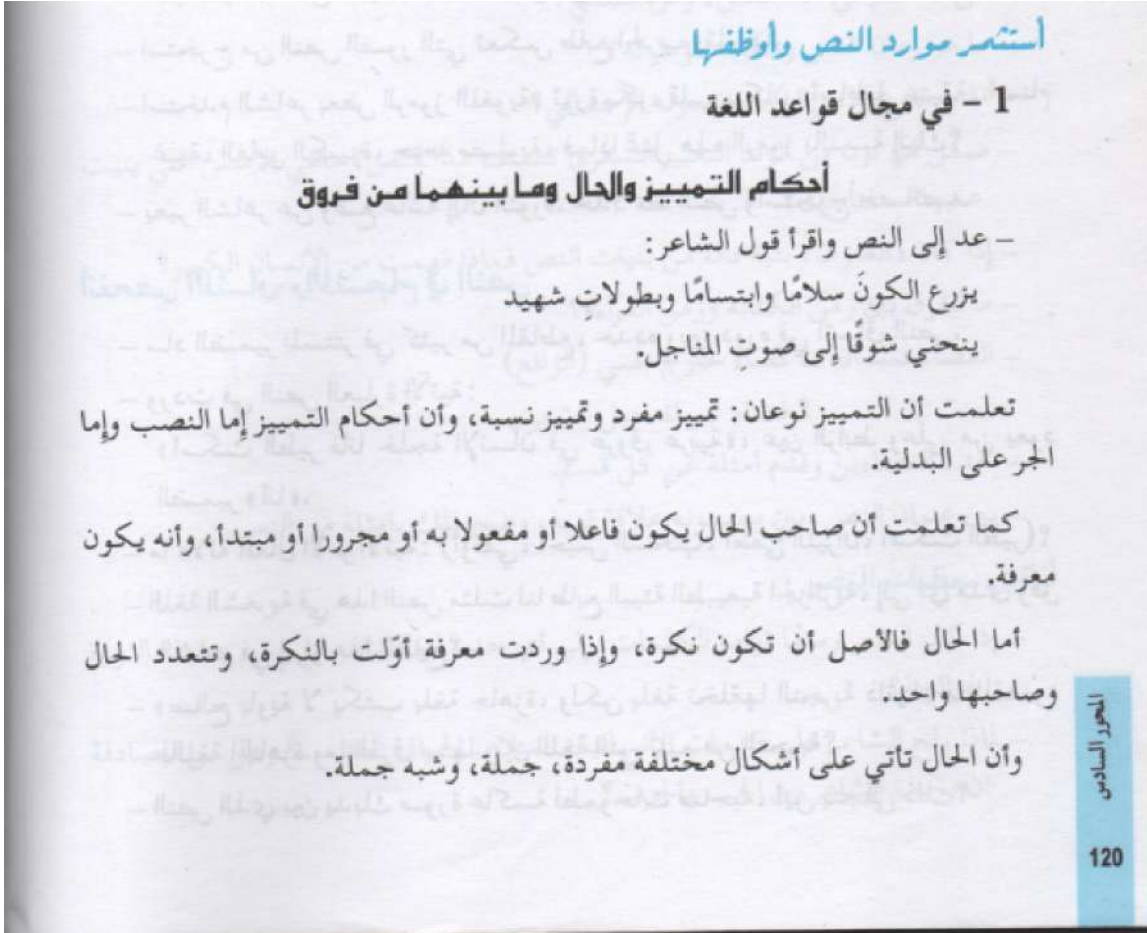 أستثمر موارد النص وأوظفها
1 – في مجال قواعد اللغة
أحكام التمييز والحال وما بينهما من فروق
– عد إلى النص واقرأ قول الشاعر:
يزرع الكونَ سلامًا وابتسامًا وبطولاتِ شهيد
ينحني شوقًا إلى صوتِ المناجل.
تعلمت أن التمييز نوعان: تمييز مفرد وتمييز نسبة، وأن أحكام التمييز إما النصب وإما
الجر على البدلية.
كما تعلمت أن صاحب الحال يكون فاعلا أو مفعولا به أو مجرورا أو مبتدأ، وأنه يكون
معرفة.
أما الحال فالأصل أن تكون نكرة، وإذا وردت معرفة أوّلت بالنكرة، وتتعدد الحال
وصاحبها واحد.
وأن الحال تأتي على أشكال مختلفة مفردة، جملة، وشبه جملة.
المحور السادس
120